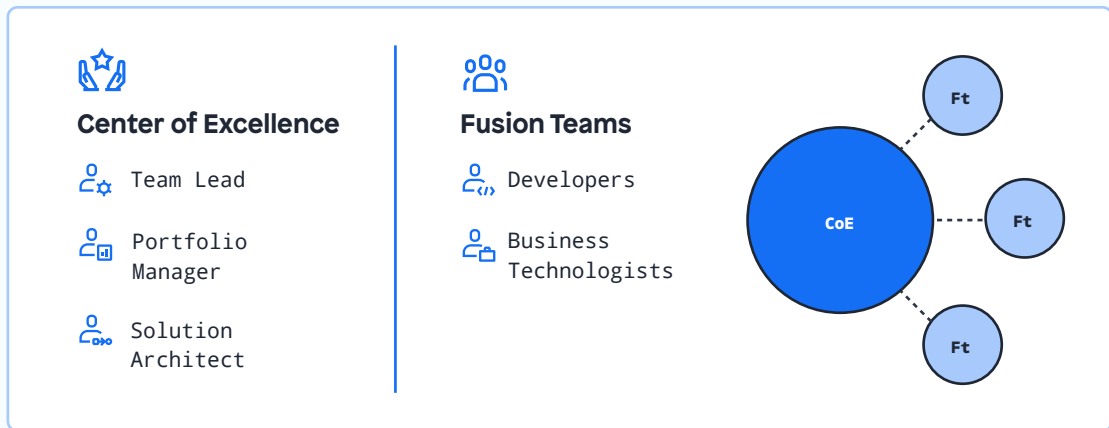 Center of Excellence
Team Lead
Portfolio
Manager
Solution
Architect
Fusion Teams
Developers
Business
Technologists
Ft
CoE
Ft
Ft